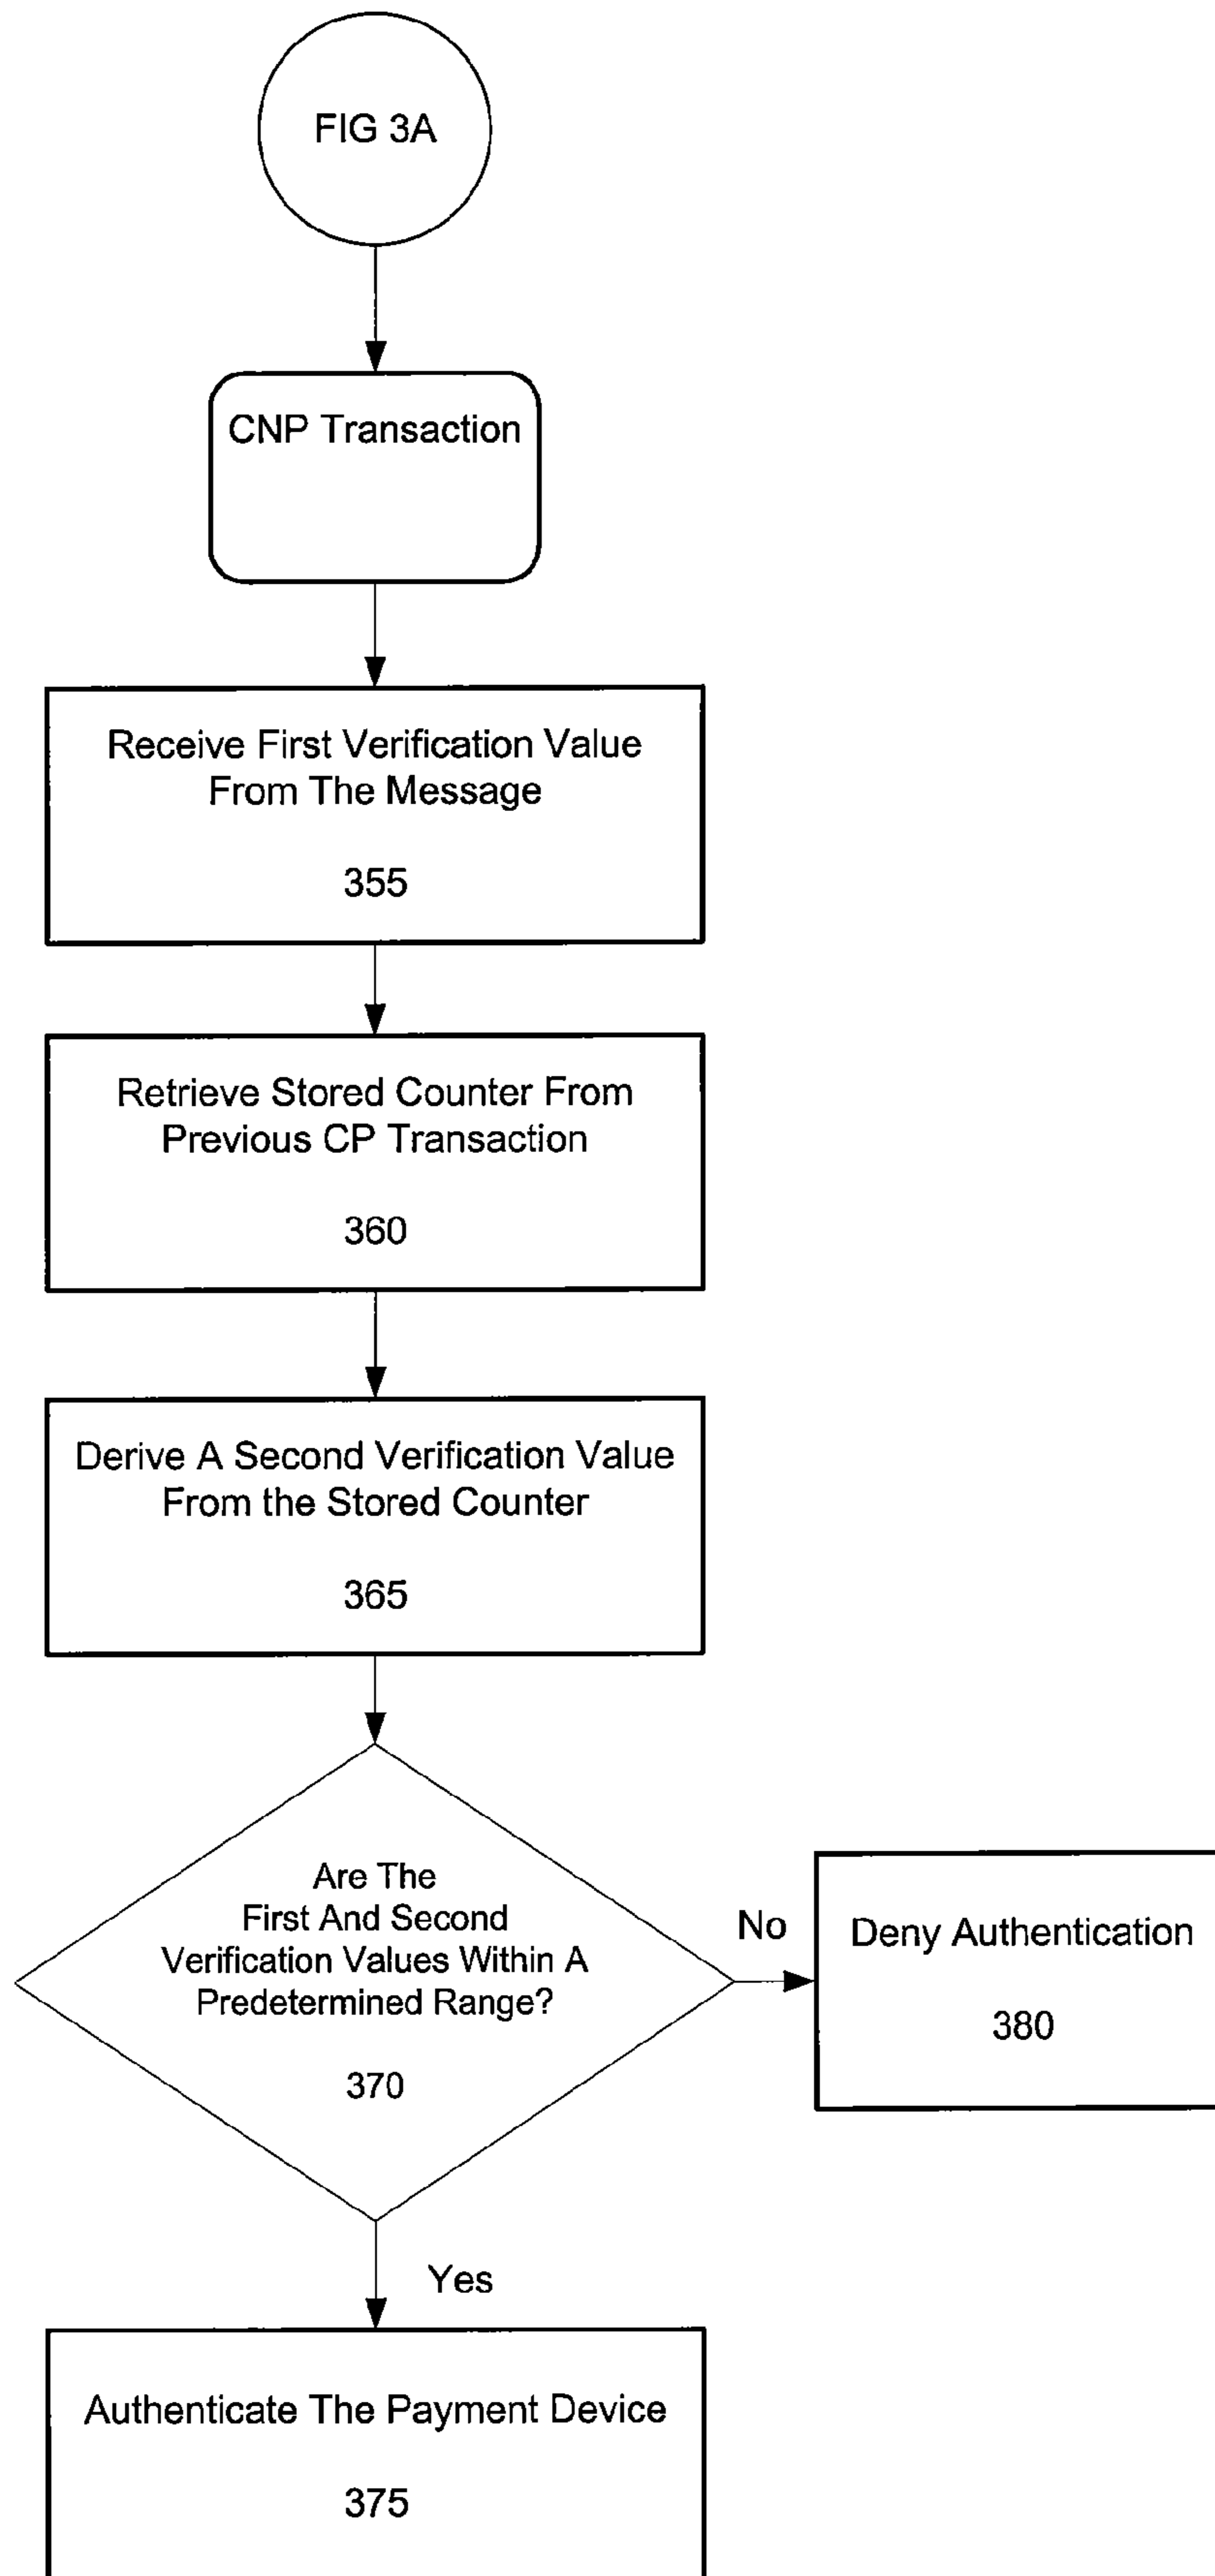 FIG 3A
CNP Transaction
Receive First Verification Value
From The Message
355
Retrieve Stored Counter From
Previous CP Transaction
360
Derive A Second Verification Value
From the Stored Counter
365
Are The
First And Second
Verification Values Within A
Predetermined Range?
370
No
Deny Authentication
380
Yes
Authenticate The Payment Device
375